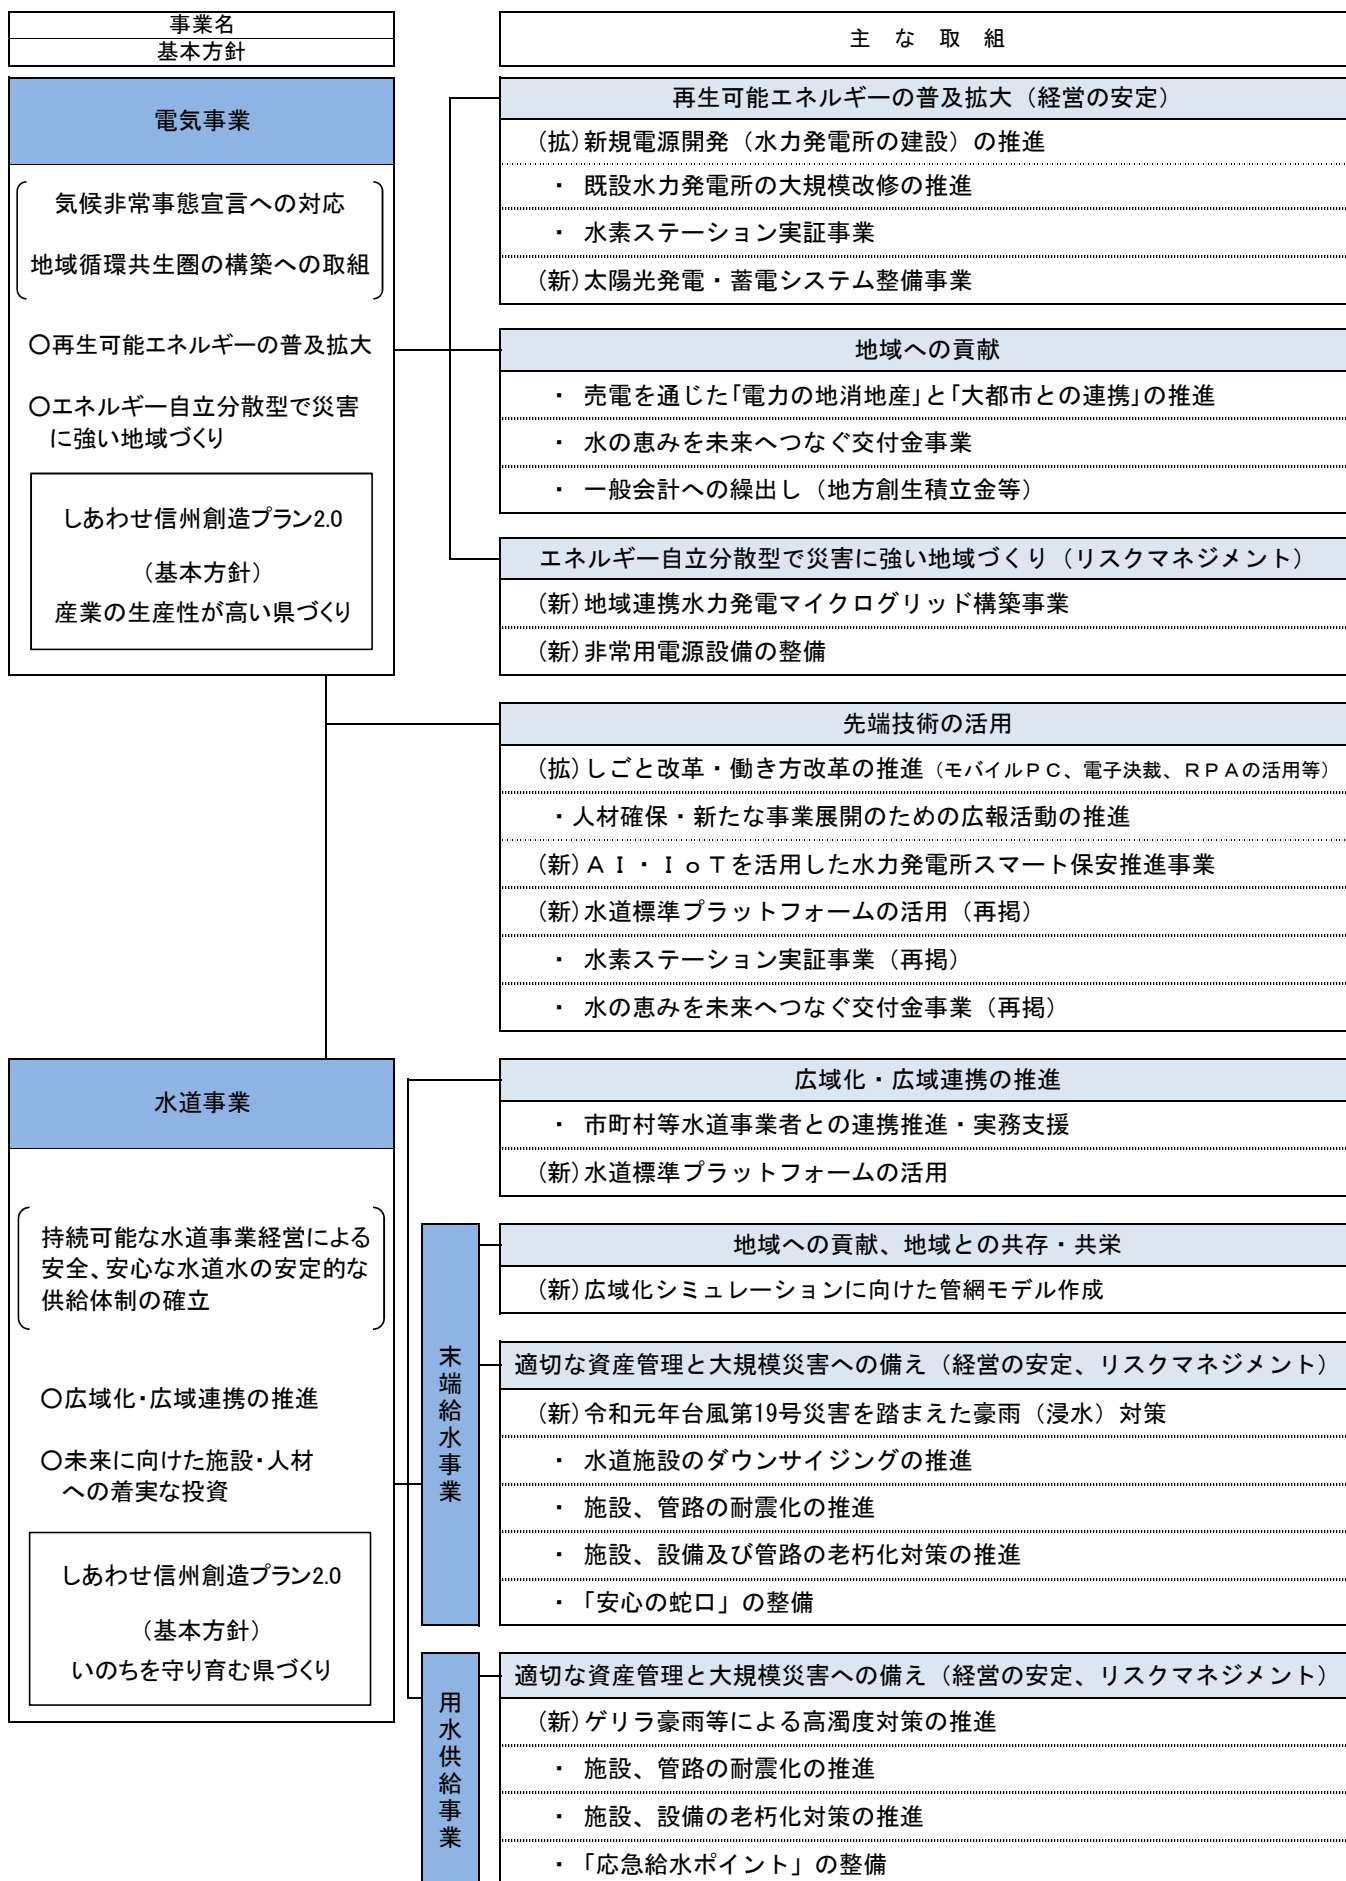 事業名
基本方針
主 な 取 組
電気事業
気候非常事態宣言への対応
地域循環共生圏の構築への取組
〇再生可能エネルギーの普及拡大
〇エネルギー自立分散型で災害
に強い地域づくり
しあわせ信州創造プラン2.0
（基本方針）
産業の生産性が高い県づくり
再生可能エネルギーの普及拡大（経営の安定）
（拡）新規電源開発（水力発電所の建設）の推進
・ 既設水力発電所の大規模改修の推進
・ 水素ステーション実証事業
（新）太陽光発電・蓄電システム整備事業
地域への貢献
・ 売電を通じた「電力の地消地産」と「大都市との連携」の推進
・ 水の恵みを未来へつなぐ交付金事業
・ 一般会計への繰出し（地方創生積立金等）
エネルギー自立分散型で災害に強い地域づくり（リスクマネジメント）
（新）地域連携水力発電マイクログリッド構築事業
（新）非常用電源設備の整備
先端技術の活用
（拡）しごと改革・働き方改革の推進（モバイルＰＣ、電子決裁、ＲＰＡの活用等）
・人材確保・新たな事業展開のための広報活動の推進
（新）ＡＩ・ＩｏＴを活用した水力発電所スマート保安推進事業
（新）水道標準プラットフォームの活用（再掲）
・ 水素ステーション実証事業（再掲）
・ 水の恵みを未来へつなぐ交付金事業（再掲）
水道事業
持続可能な水道事業経営による
安全、安心な水道水の安定的な
供給体制の確立
〇広域化・広域連携の推進
〇未来に向けた施設・人材
への着実な投資
しあわせ信州創造プラン2.0
（基本方針）
いのちを守り育む県づくり
広域化・広域連携の推進
・ 市町村等水道事業者との連携推進・実務支援
（新）水道標準プラットフォームの活用
末端給水事業
地域への貢献、地域との共存・共栄
（新）広域化シミュレーションに向けた管網モデル作成
適切な資産管理と大規模災害への備え（経営の安定、リスクマネジメント）
（新）令和元年台風第19号災害を踏まえた豪雨（浸水）対策
・ 水道施設のダウンサイジングの推進
・ 施設、管路の耐震化の推進
・ 施設、設備及び管路の老朽化対策の推進
・「安心の蛇口」の整備
用水供給事業
適切な資産管理と大規模災害への備え（経営の安定、リスクマネジメント）
（新）ゲリラ豪雨等による高濁度対策の推進
・ 施設、管路の耐震化の推進
・ 施設、設備の老朽化対策の推進
・「応急給水ポイント」の整備